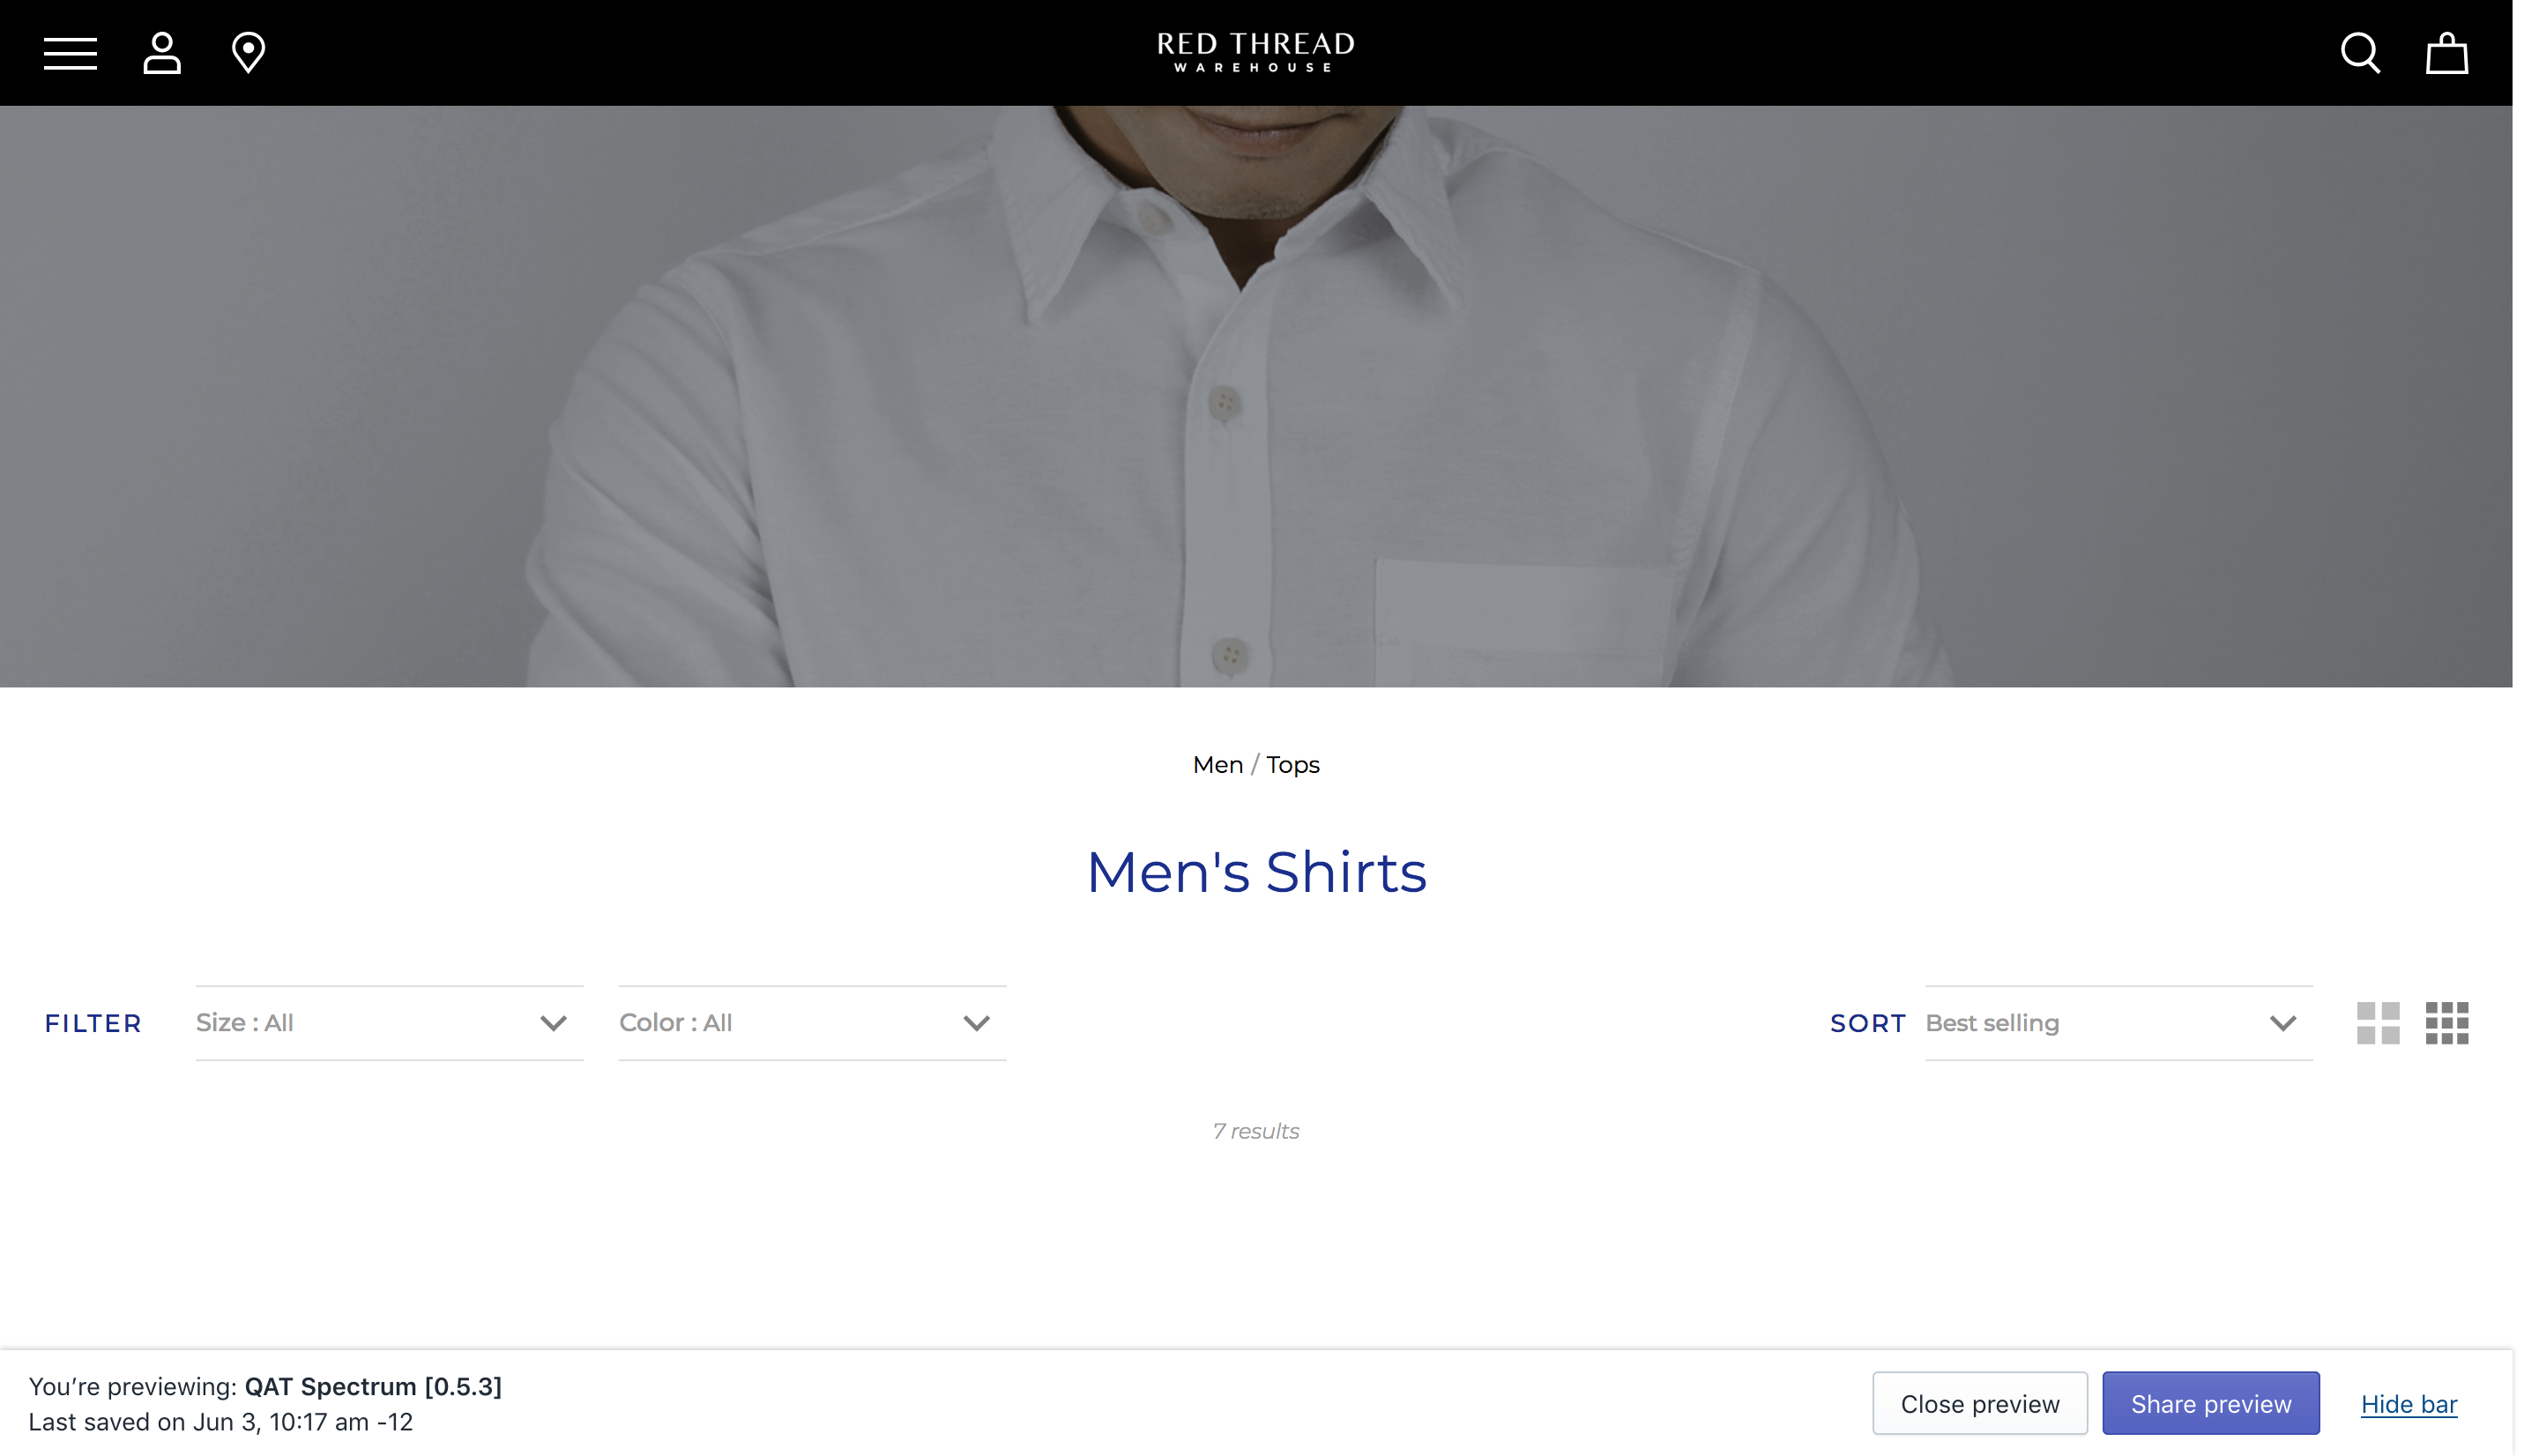 RED THREAD
WAREHOUSE
Men / Tops
Men's Shirts
FILTER Size : All Color : All SORT Best selling
7 results
You’re previewing: QAT Spectrum [0.5.3]
Last saved on Jun 3, 10:17 am -12
Close preview Share preview Hide bar